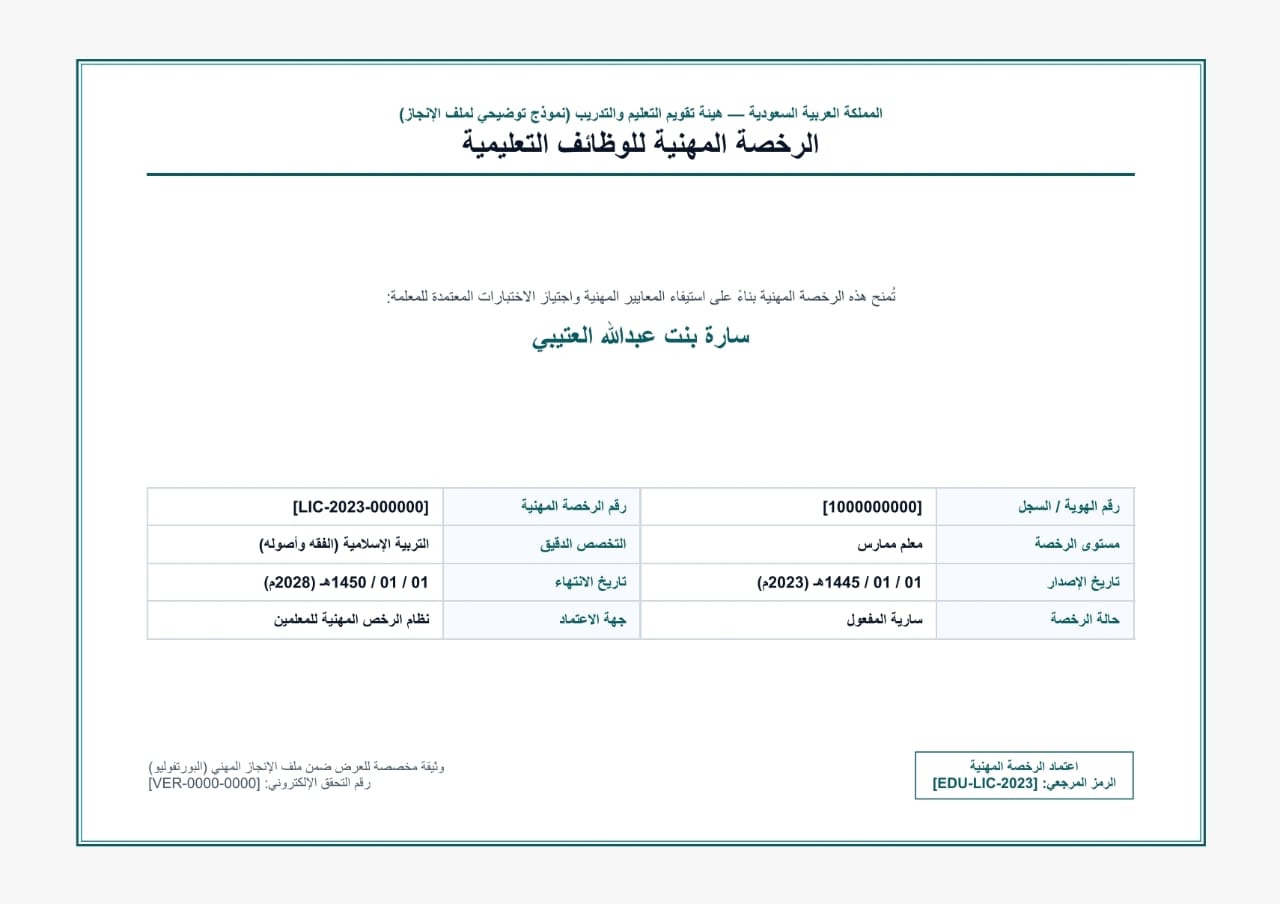 المملكة العربية السعودية — هيئة تقويم التعليم والتدريب (نموذج توضيحي لملف الإنجاز)
الرخصة المهنية للوظائف التعليمية
تُمنح هذه الرخصة المهنية بناءً على استيفاء المعايير المهنية واجتياز الاختبارات المعتمدة للمعلمة:
سارة بنت عبدالله العتيبي
رقم الهوية / السجل [1000000000] رقم الرخصة المهنية [LIC-2023-000000]
مستوى الرخصة معلم ممارس التخصص الدقيق التربية الإسلامية (الفقه وأصوله)
تاريخ الإصدار 01 / 01 / 1445هـ (2023م) تاريخ الانتهاء 01 / 01 / 1450هـ (2028م)
حالة الرخصة سارية المفعول جهة الاعتماد نظام الرخص المهنية للمعلمين
اعتماد الرخصة المهنية
الرمز المرجعي: [EDU-LIC-2023]
وثيقة مخصصة للعرض ضمن ملف الإنجاز المهني (البورتفوليو)
رقم التحقق الإلكتروني: [VER-0000-0000]